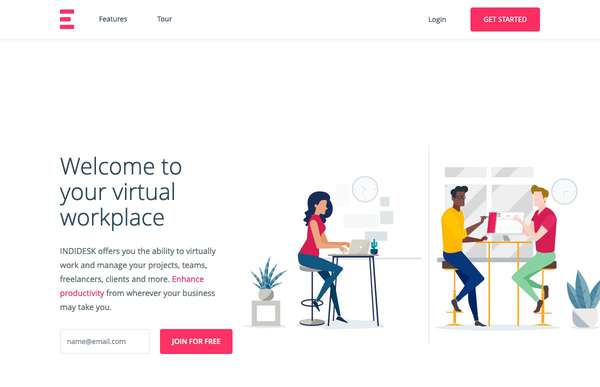 Features
Tour
Login
GET STARTED
Welcome to
your virtual
workplace
INDIDESK offers you the ability to virtually
work and manage your projects, teams,
freelancers, clients and more. Enhance
productivity from wherever your business
may take you.
name@email.com
JOIN FOR FREE